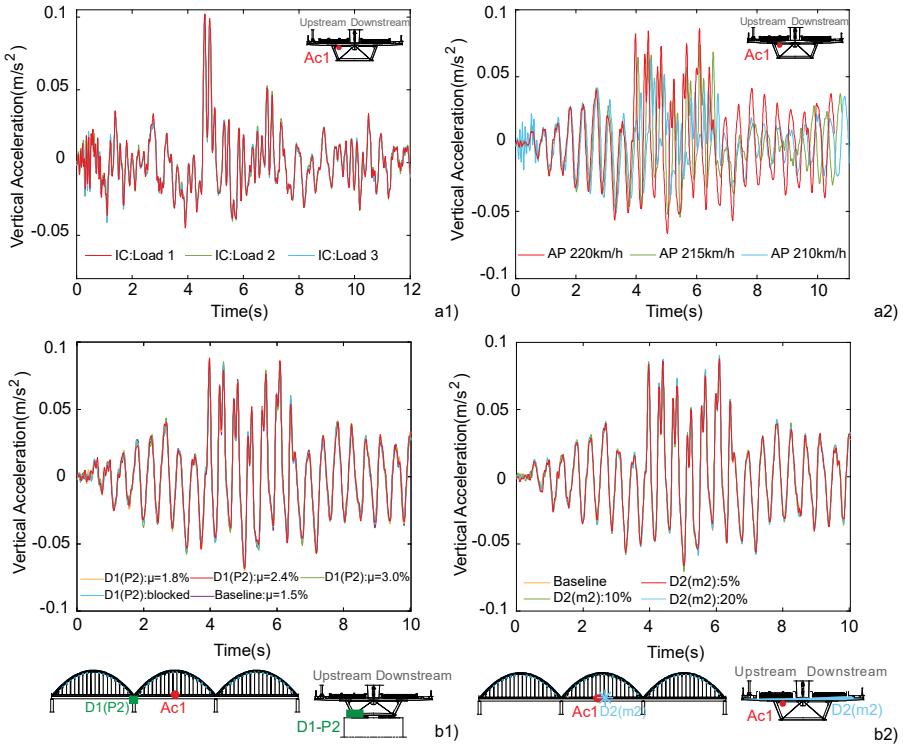 0.1
0.05
0
-0.05
Vertical Acceleration(m/s²)
Upstream Downstream
Ac1
IC:Load 1 IC:Load 2 IC:Load 3
0 2 4 6 8 10 12
Time(s)
a1)
0.1
0.05
0
-0.05
-0.1
Vertical Acceleration(m/s²)
Upstream Downstream
Ac1
AP 220km/h AP 215km/h AP 210km/h
0 2 4 6 8 10
Time(s)
a2)
0.1
0.05
0
-0.05
-0.1
Vertical Acceleration(m/s²)
D1(P2):μ=1.8% D1(P2):μ=2.4% D1(P2):μ=3.0%
D1(P2):blocked Baseline:μ=1.5%
0 2 4 6 8 10
Time(s)
D1(P2) Ac1
Upstream Downstream
D1-P2
b1)
0.1
0.05
0
-0.05
-0.1
Vertical Acceleration(m/s²)
Baseline D2(m2):5%
D2(m2):10% D2(m2):20%
0 2 4 6 8 10
Time(s)
Ac1 D2(m2)
Upstream Downstream
Ac1 D2(m2)
b2)